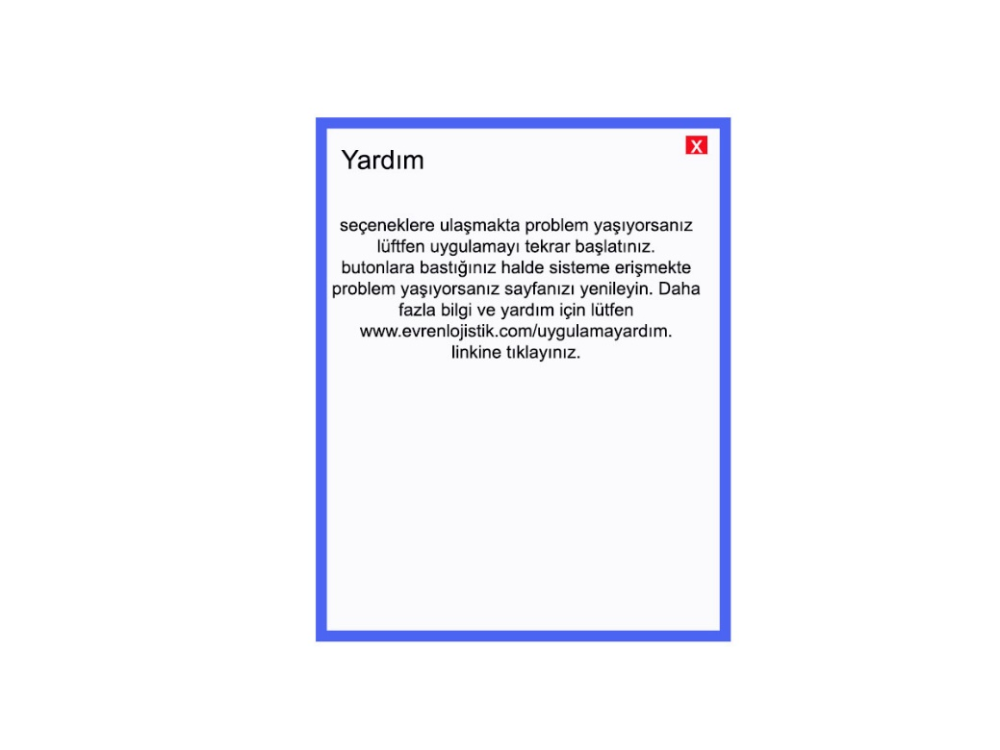 Yardım
X
seçeneklere ulaşmakta problem yaşıyorsanız
lüftfen uygulamayı tekrar başlatınız.
butonlara bastığınız halde sisteme erişmekte
problem yaşıyorsanız sayfanızı yenileyin. Daha
fazla bilgi ve yardım için lütfen
www.evrenlojistik.com/uygulamayardım.
linkine tıklayınız.